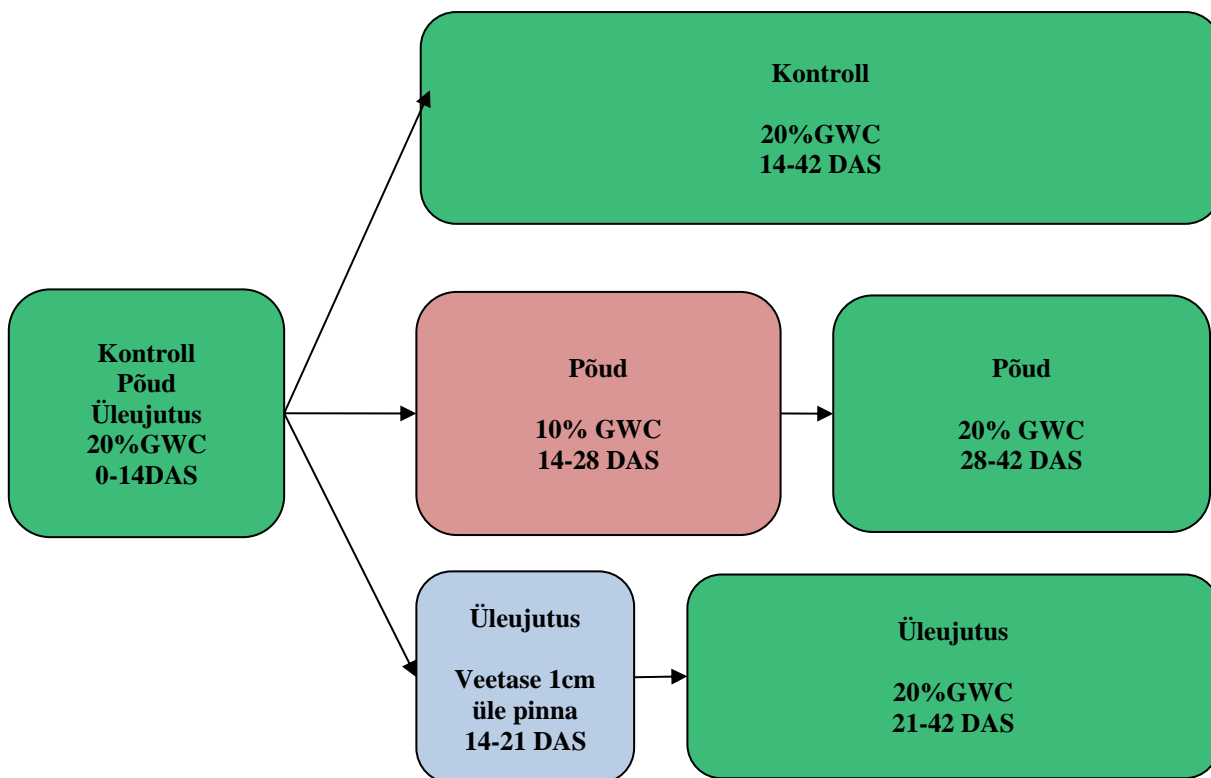 Kontroll
20%GWC
14-42 DAS
Kontroll
Põud
Üleujutus
20%GWC
0-14DAS
Põud
10% GWC
14-28 DAS
Põud
20% GWC
28-42 DAS
Üleujutus
Veetase 1cm
üle pinna
14-21 DAS
Üleujutus
20%GWC
21-42 DAS